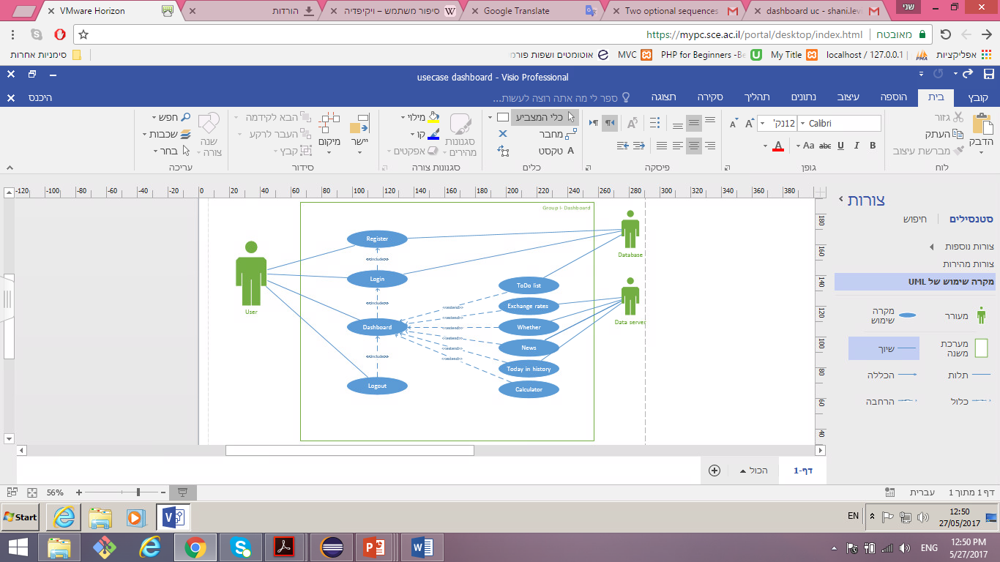 VMware Horizon
הורדות
סיפור משתמש – ויקיפדיה
Google Translate
Two optional sequences
dashboard uc - shani.lev
שני
https://mypc.sce.ac.il/portal/desktop/index.html
מאובטח
אפליקציות
localhost / 127.0.0.1 |
My Title
PHP for Beginners -Be
MVC
אוטומטים ושפות פורמ
סימניות אחרות
usecase dashboard - Visio Professional
קובץ
בית
הוספה
עיצוב
נתונים
תהליך
סקירה
תצוגה
ספר לי מה אתה רוצה לעשות...
היכנס
הדבק
גזור
העתק
מברשת עיצוב
לוח
Calibri
12נק'
Aa
abc
U
I
B
גופן
פיסקה
כלי המצביע
מחבר
טקסט
כלים
סגנונות מהירים
מילוי
קו
אפקטים
סגנונות צורה
יישר
מיקום
הבא לקידמה
העבר לרקע
קבץ
סידור
שנה צורה
חפש
שכבות
בחר
עריכה
-120 -100 -80 -60 -40 -20 0 20 40 60 80 100 120 140 160 180 200 220 240 260 280 300 320 340 360 380
180
160
140
120
100
80
60
40
Group I- Dashboard
User
Register
<<include>>
Login
<<include>>
Dashboard
<<include>>
Logout
<<extend>>
<<extend>>
<<extend>>
<<extend>>
<<extend>>
<<extend>>
ToDo list
Exchange rates
Whether
News
Today in history
Calculator
Database
Data server
צורות
סטנסילים
חיפוש
צורות נוספות
צורות מהירות
מקרה שימוש של UML
מעורר
מקרה שימוש
מערכת משנה
שיוך
תלות
הכללה
כלול
הרחבה
דף-1
הכול
דף 1 מתוך 1
עברית
56%
Start
EN
12:50
27/05/2017
ENG
12:50 PM
5/27/2017